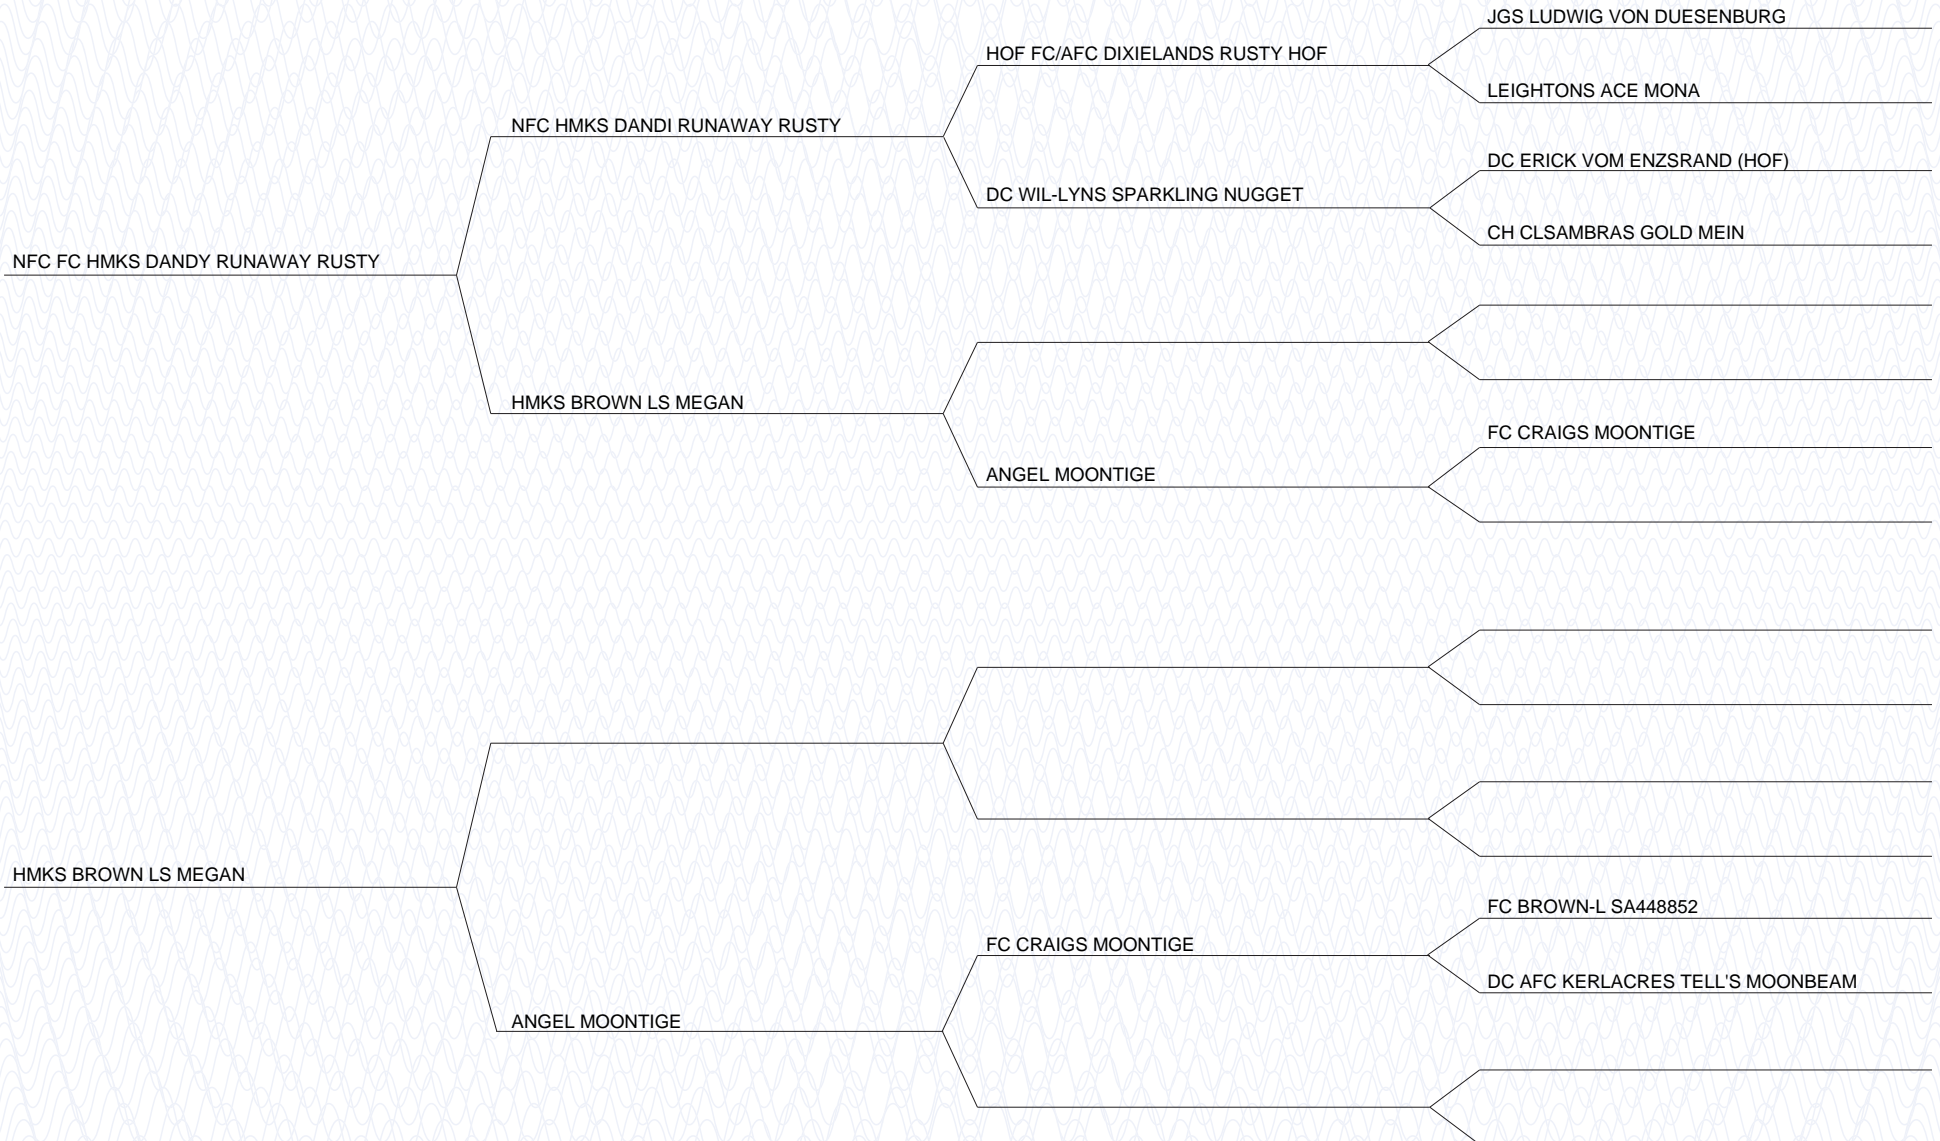 JGS LUDWIG VON DUESENBURG
HOF FC/AFC DIXIELANDS RUSTY HOF
LEIGHTONS ACE MONA
NFC HMKS DANDI RUNAWAY RUSTY
DC ERICK VOM ENZSRAND (HOF)
DC WIL-LYNS SPARKLING NUGGET
CH CLSAMBRAS GOLD MEIN
NFC FC HMKS DANDY RUNAWAY RUSTY
HMKS BROWN LS MEGAN
FC CRAIGS MOONTIGE
ANGEL MOONTIGE
HMKS BROWN LS MEGAN
FC BROWN-L SA448852
FC CRAIGS MOONTIGE
DC AFC KERLACRES TELL'S MOONBEAM
ANGEL MOONTIGE